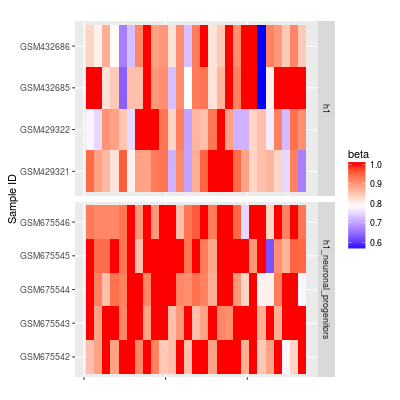 GSM432686
GSM432685
GSM429322
GSM429321
h1
GSM675546
GSM675545
GSM675544
GSM675543
GSM675542
h1_neuronal_progenitors
Sample ID
beta
1.0
0.9
0.8
0.7
0.6